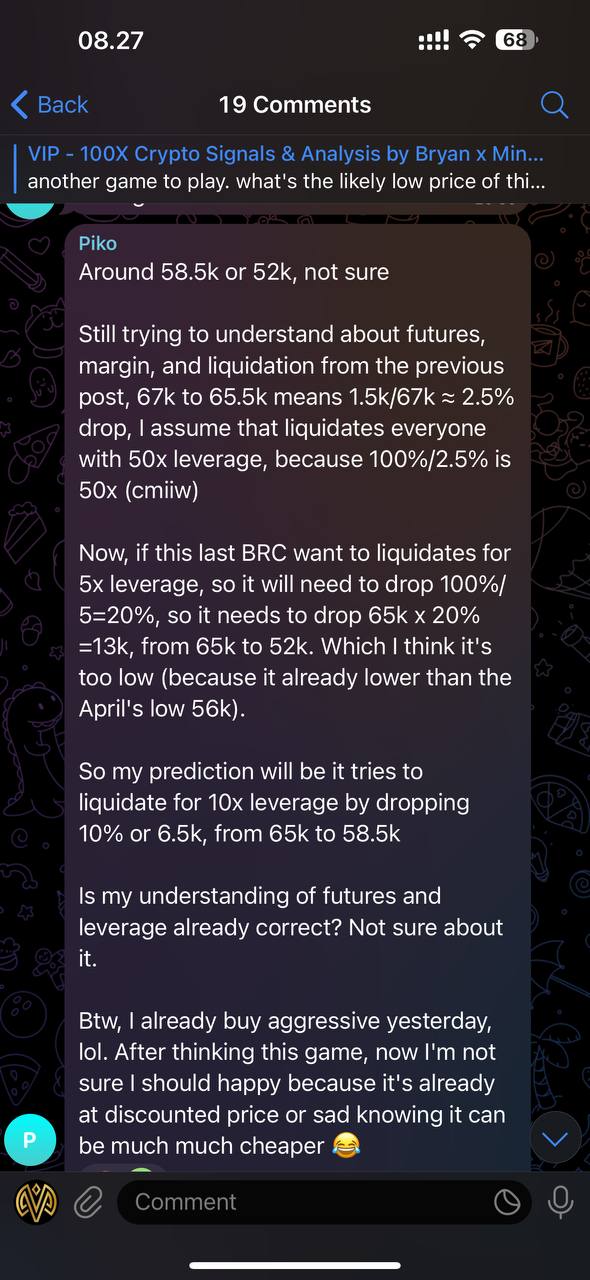 08.27
68
Back
19 Comments
VIP - 100X Crypto Signals & Analysis by Bryan x Min...
another game to play. what's the likely low price of thi...
Piko
Around 58.5k or 52k, not sure
Still trying to understand about futures,
margin, and liquidation from the previous
post, 67k to 65.5k means 1.5k/67k ≈ 2.5%
drop, I assume that liquidates everyone
with 50x leverage, because 100%/2.5% is
50x (cmiiw)
Now, if this last BRC want to liquidates for
5x leverage, so it will need to drop 100%/
5=20%, so it needs to drop 65k x 20%
=13k, from 65k to 52k. Which I think it's
too low (because it already lower than the
April's low 56k).
So my prediction will be it tries to
liquidate for 10x leverage by dropping
10% or 6.5k, from 65k to 58.5k
Is my understanding of futures and
leverage already correct? Not sure about
it.
Btw, I already buy aggressive yesterday,
lol. After thinking this game, now I'm not
sure I should happy because it's already
at discounted price or sad knowing it can
be much much cheaper 😂
P
Comment